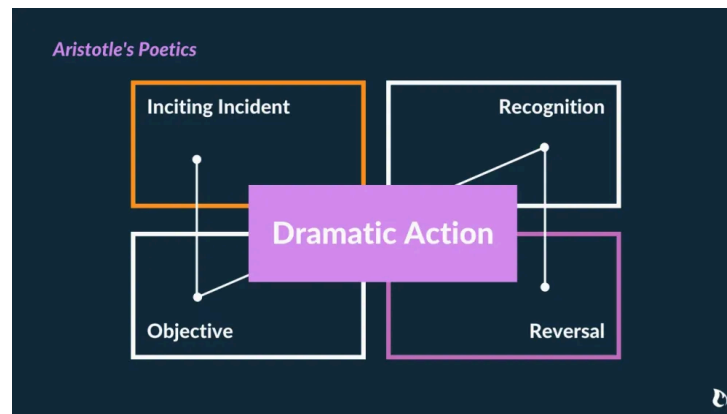 Aristotle's Poetics
Inciting Incident
Recognition
Dramatic Action
Objective
Reversal